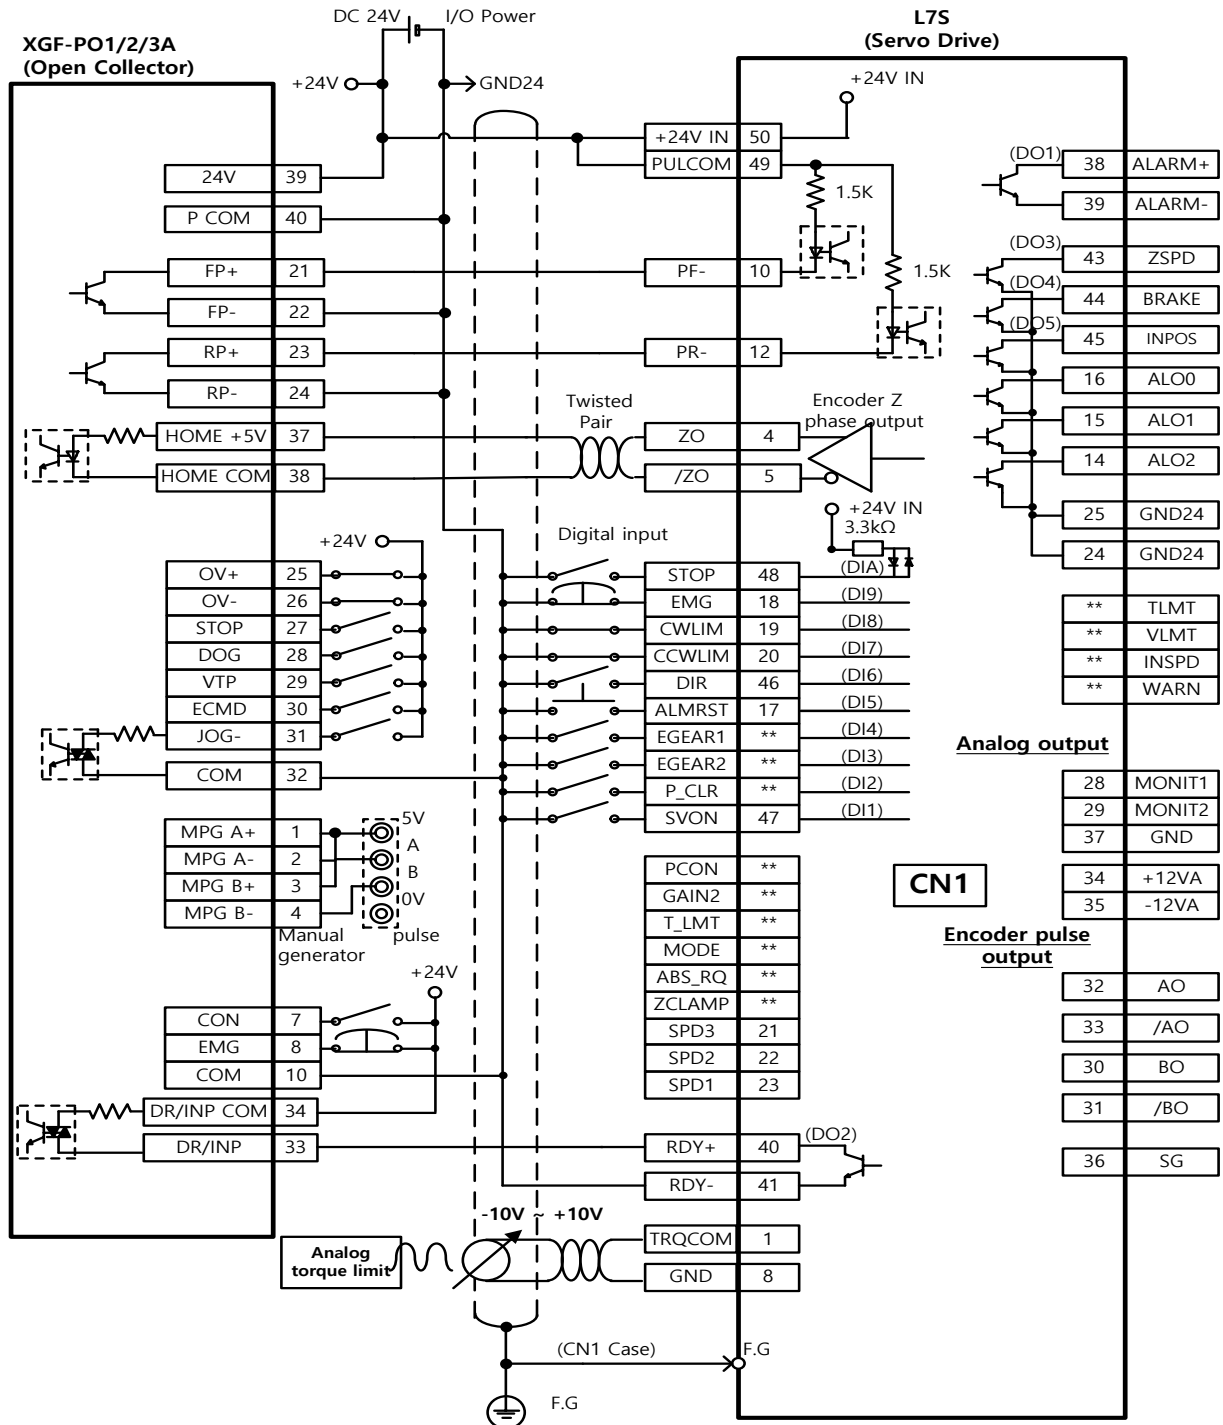 DC 24V
I/O Power
XGF-PO1/2/3A
(Open Collector)
+24V
GND24
24V 39
P COM 40
FP+ 21
FP- 22
RP+ 23
RP- 24
HOME +5V 37
HOME COM 38
+24V
OV+ 25
OV- 26
STOP 27
DOG 28
VTP 29
ECMD 30
JOG- 31
COM 32
MPG A+ 1
MPG A- 2
MPG B+ 3
MPG B- 4
5V
A
B
0V
Manual pulse
generator
+24V
CON 7
EMG 8
COM 10
DR/INP COM 34
DR/INP 33
Analog
torque limit
-10V ~ +10V
Twisted
Pair
Digital input
(CN1 Case)
F.G
F.G
L7S
(Servo Drive)
+24V IN
+24V IN 50
PULCOM 49
1.5K
1.5K
PF- 10
PR- 12
Encoder Z
phase output
ZO 4
/ZO 5
+24V IN
3.3kΩ
STOP 48 (DIA)
EMG 18 (DI9)
CWLIM 19 (DI8)
CCWLIM 20 (DI7)
DIR 46 (DI6)
ALMRST 17 (DI5)
EGEAR1 ** (DI4)
EGEAR2 ** (DI3)
P_CLR ** (DI2)
SVON 47 (DI1)
PCON **
GAIN2 **
T_LMT **
MODE **
ABS_RQ **
ZCLAMP **
SPD3 21
SPD2 22
SPD1 23
RDY+ 40 (DO2)
RDY- 41
TRQCOM 1
GND 8
CN1
(DO1) 38 ALARM+
39 ALARM-
(DO3) 43 ZSPD
(DO4) 44 BRAKE
(DO5) 45 INPOS
16 ALO0
15 ALO1
14 ALO2
25 GND24
24 GND24
** TLMT
** VLMT
** INSPD
** WARN
Analog output
28 MONIT1
29 MONIT2
37 GND
34 +12VA
35 -12VA
Encoder pulse
output
32 AO
33 /AO
30 BO
31 /BO
36 SG